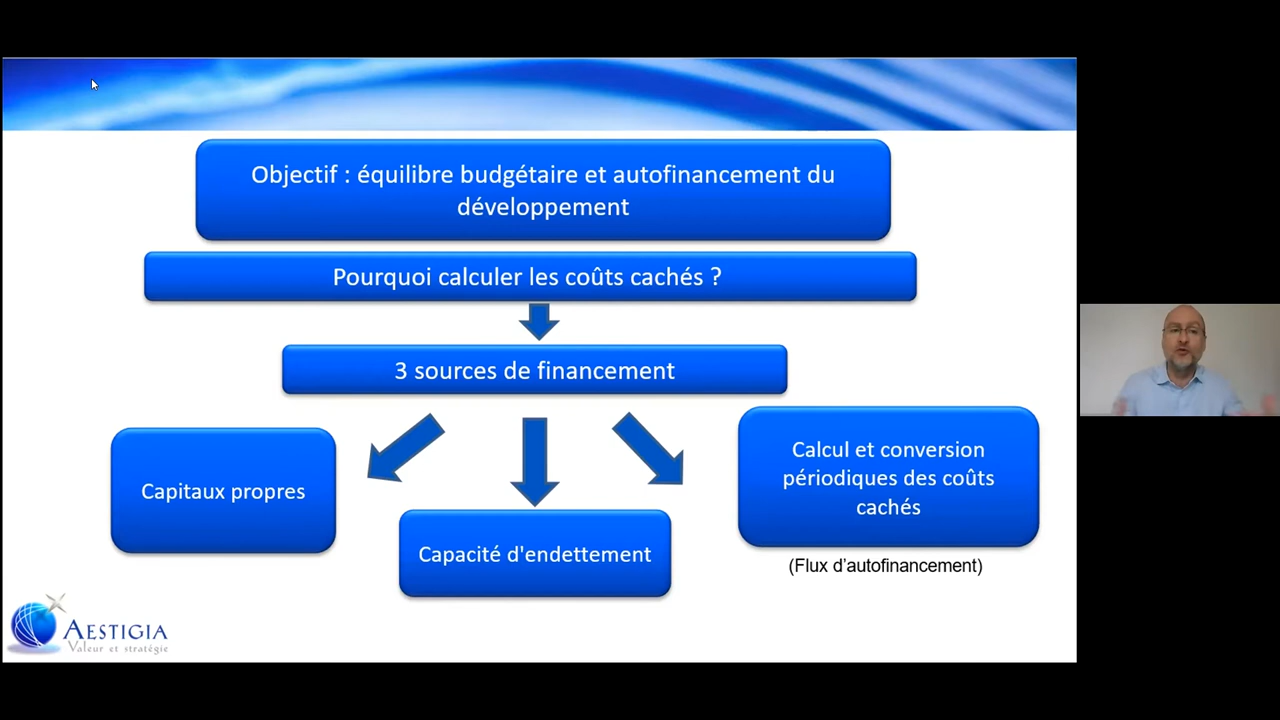 Objectif : équilibre budgétaire et autofinancement du
développement
Pourquoi calculer les coûts cachés ?
3 sources de financement
Capitaux propres
Capacité d'endettement
Calcul et conversion
périodiques des coûts
cachés
(Flux d’autofinancement)
AESTIGIA
Valeur et stratégie